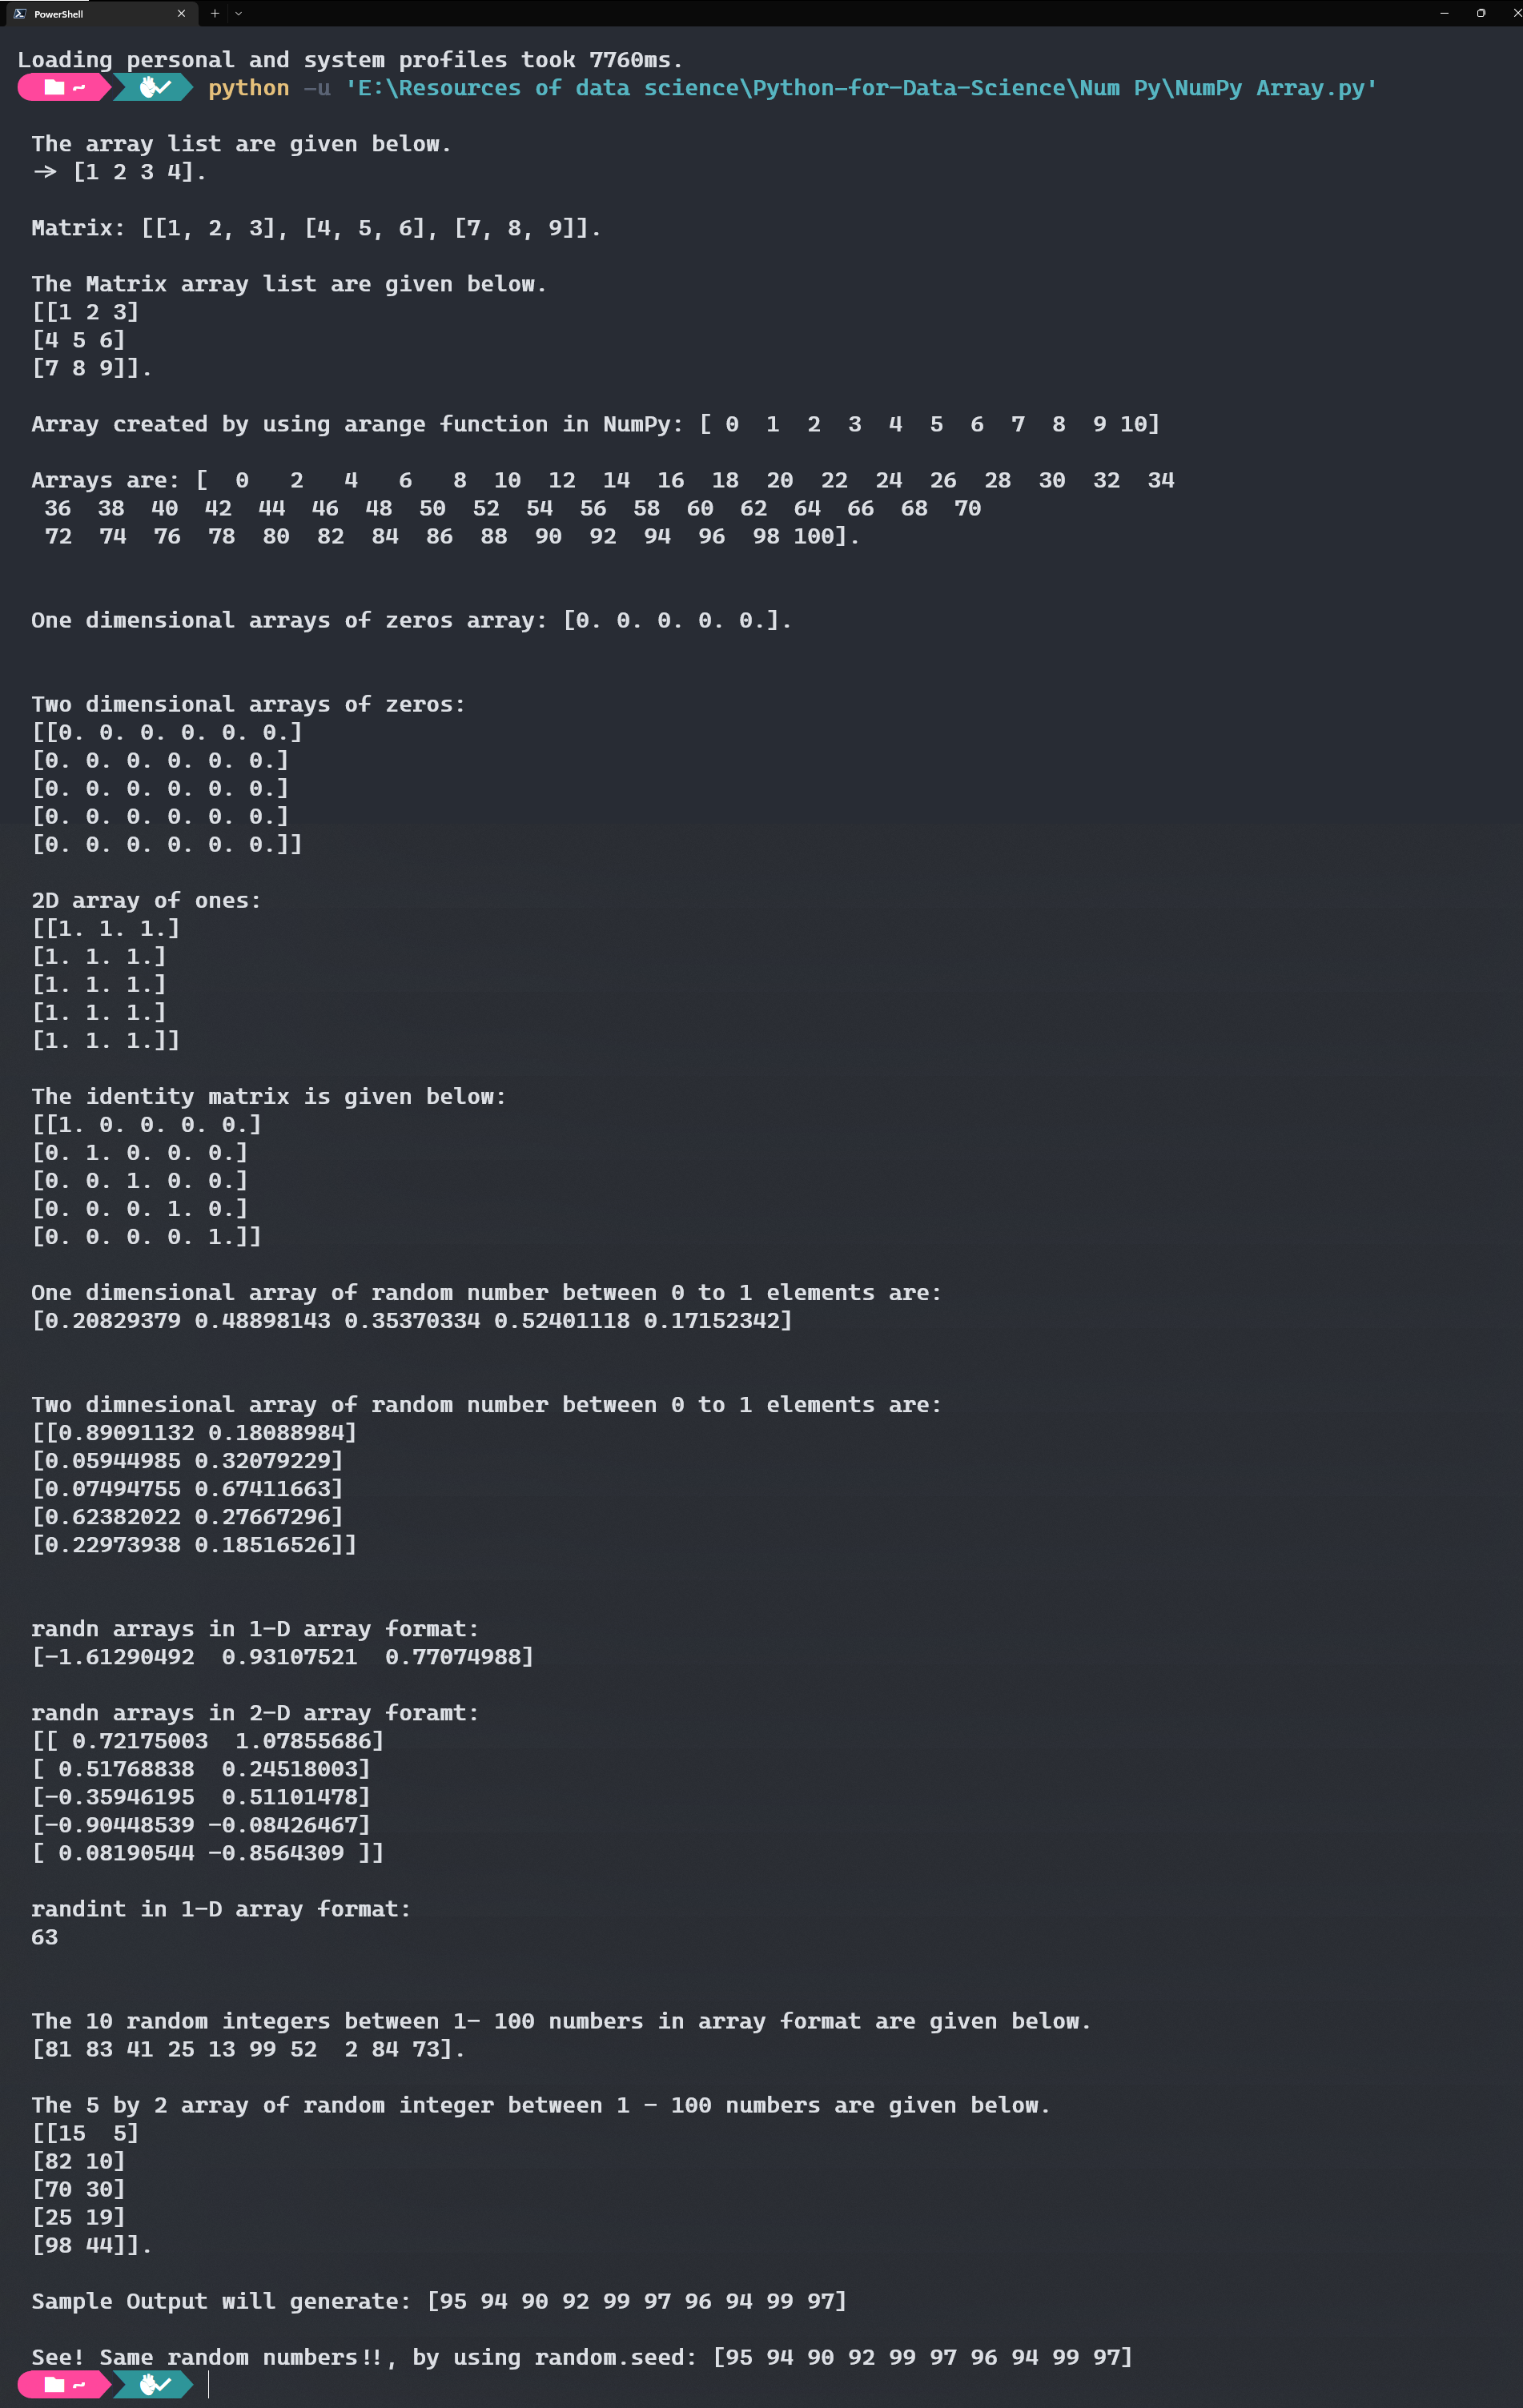 PowerShell
Loading personal and system profiles took 7760ms.
~ python -u 'E:\Resources of data science\Python-for-Data-Science\Num Py\NumPy Array.py'
The array list are given below.
-> [1 2 3 4].
Matrix: [[1, 2, 3], [4, 5, 6], [7, 8, 9]].
The Matrix array list are given below.
[[1 2 3]
[4 5 6]
[7 8 9]].
Array created by using arange function in NumPy: [ 0  1  2  3  4  5  6  7  8  9 10]
Arrays are: [  0   2   4   6   8  10  12  14  16  18  20  22  24  26  28  30  32  34
36  38  40  42  44  46  48  50  52  54  56  58  60  62  64  66  68  70
72  74  76  78  80  82  84  86  88  90  92  94  96  98 100].
One dimensional arrays of zeros array: [0. 0. 0. 0. 0.].
Two dimensional arrays of zeros:
[[0. 0. 0. 0. 0. 0.]
[0. 0. 0. 0. 0. 0.]
[0. 0. 0. 0. 0. 0.]
[0. 0. 0. 0. 0. 0.]
[0. 0. 0. 0. 0. 0.]]
2D array of ones:
[[1. 1. 1.]
[1. 1. 1.]
[1. 1. 1.]
[1. 1. 1.]
[1. 1. 1.]]
The identity matrix is given below:
[[1. 0. 0. 0. 0.]
[0. 1. 0. 0. 0.]
[0. 0. 1. 0. 0.]
[0. 0. 0. 1. 0.]
[0. 0. 0. 0. 1.]]
One dimensional array of random number between 0 to 1 elements are:
[0.20829379 0.48898143 0.35370334 0.52401118 0.17152342]
Two dimnesional array of random number between 0 to 1 elements are:
[[0.89091132 0.18088984]
[0.05944985 0.32079229]
[0.07494755 0.67411663]
[0.62382022 0.27667296]
[0.22973938 0.18516526]]
randn arrays in 1-D array format:
[-1.61290492  0.93107521  0.77074988]
randn arrays in 2-D array foramt:
[[ 0.72175003  1.07855686]
[ 0.51768838  0.24518003]
[-0.35946195  0.51101478]
[-0.90448539 -0.08426467]
[ 0.08190544 -0.8564309 ]]
randint in 1-D array format:
63
The 10 random integers between 1- 100 numbers in array format are given below.
[81 83 41 25 13 99 52  2 84 73].
The 5 by 2 array of random integer between 1 - 100 numbers are given below.
[[15  5]
[82 10]
[70 30]
[25 19]
[98 44]].
Sample Output will generate: [95 94 90 92 99 97 96 94 99 97]
See! Same random numbers!!, by using random.seed: [95 94 90 92 99 97 96 94 99 97]
~